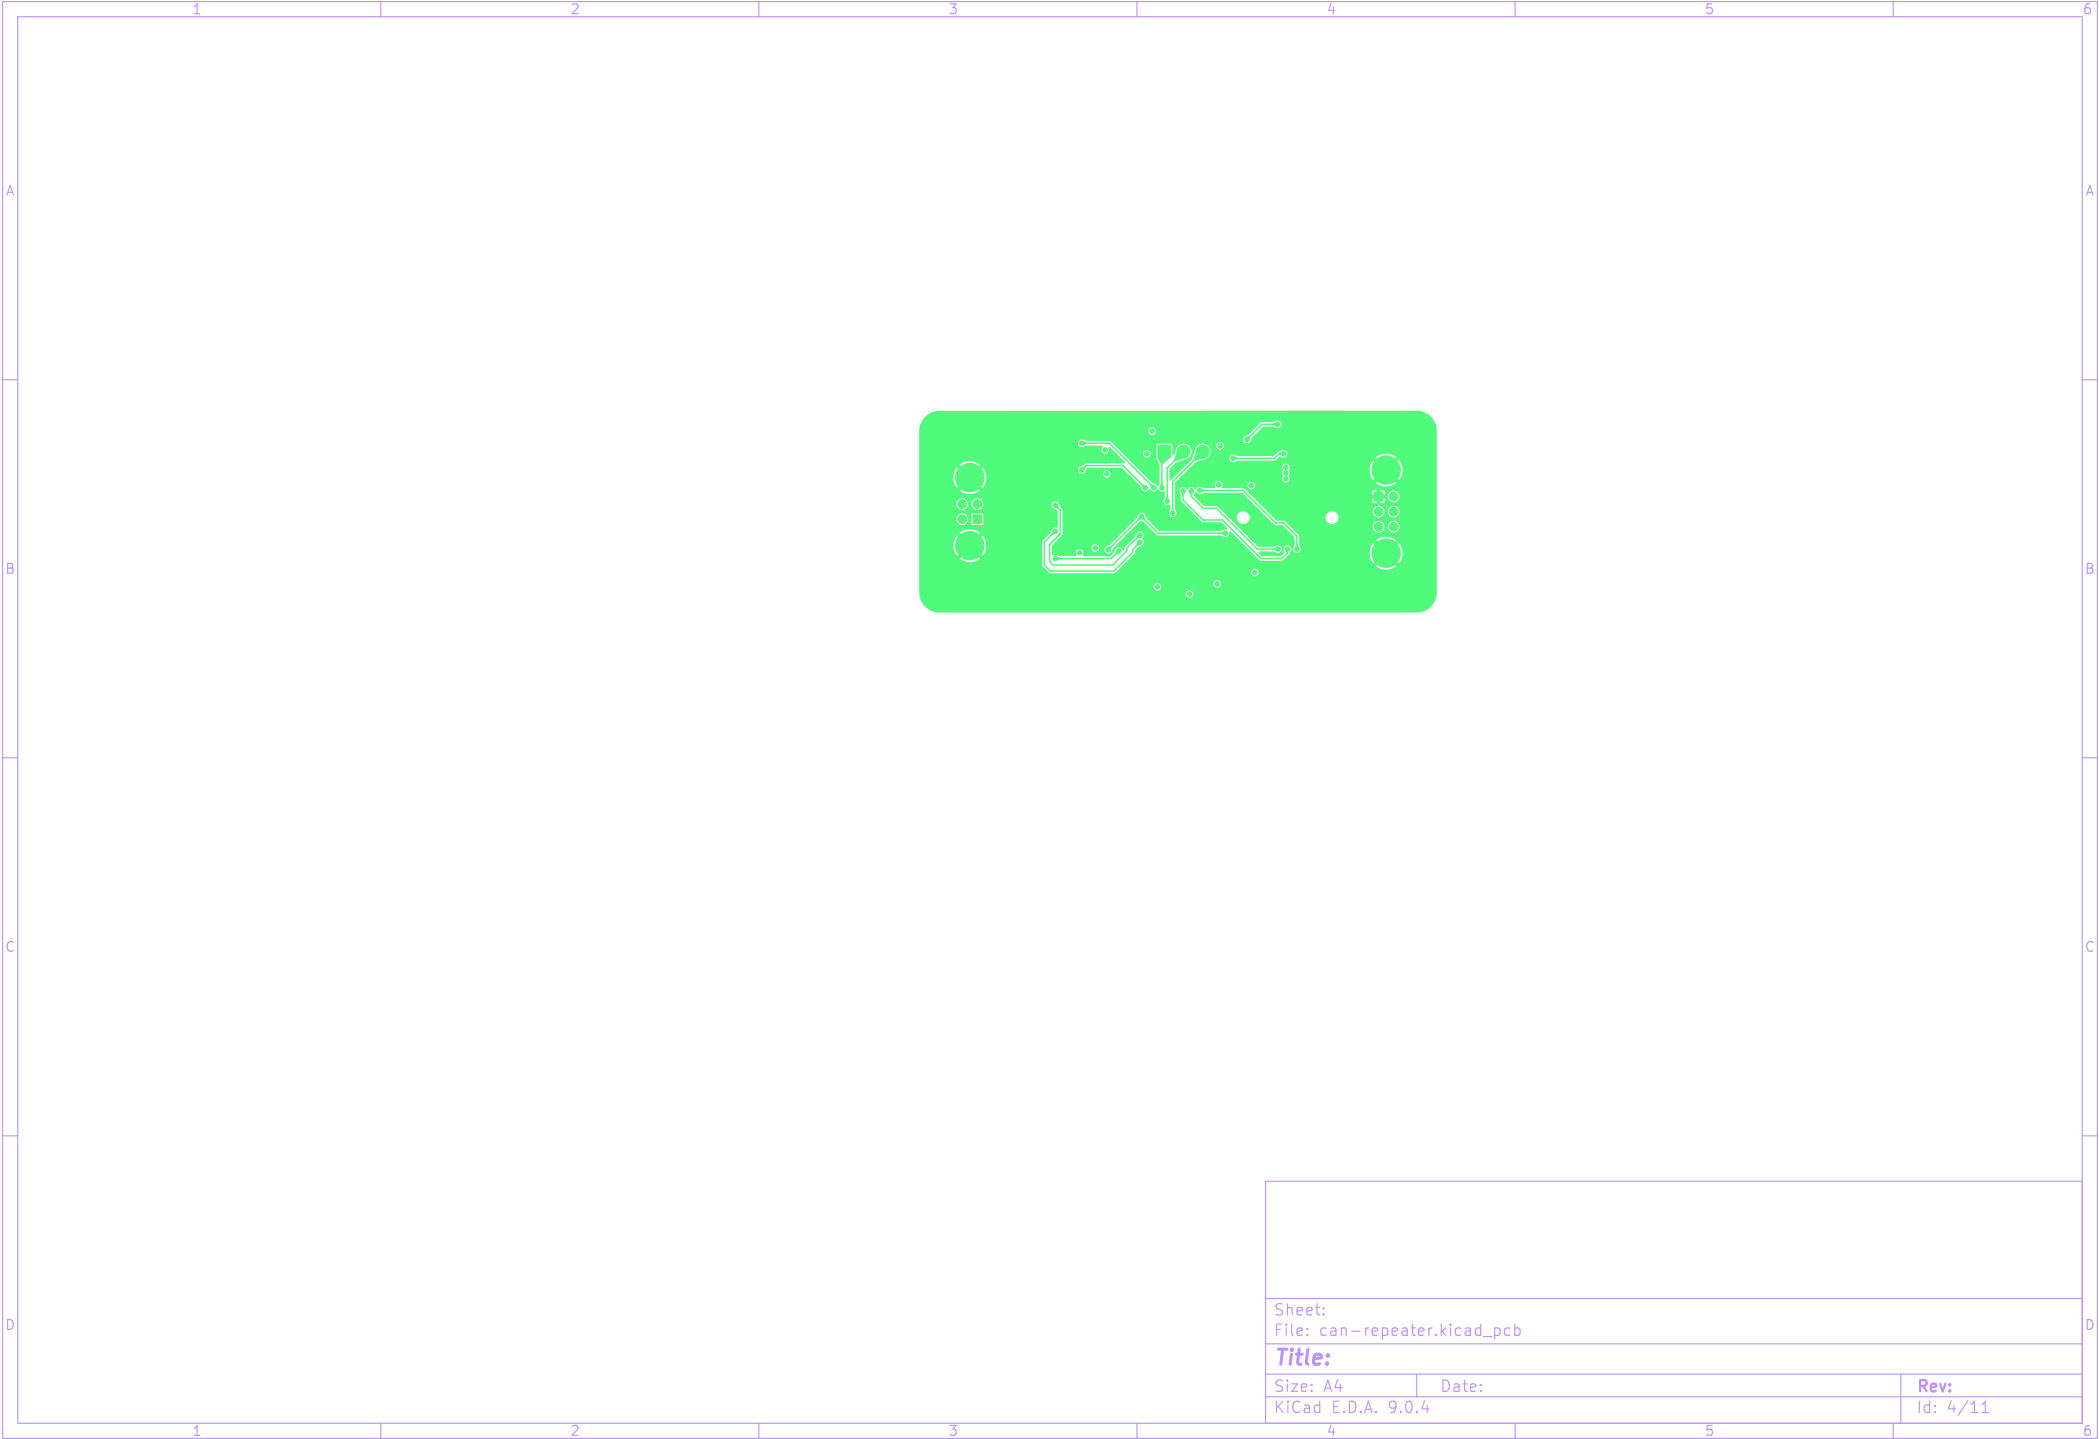 1 2 3 4 5 6
A A
B B
C C
D D
Sheet:
File: can-repeater.kicad_pcb
Title:
Size: A4 Date: Rev:
KiCad E.D.A. 9.0.4 Id: 4/11
1 2 3 4 5 6